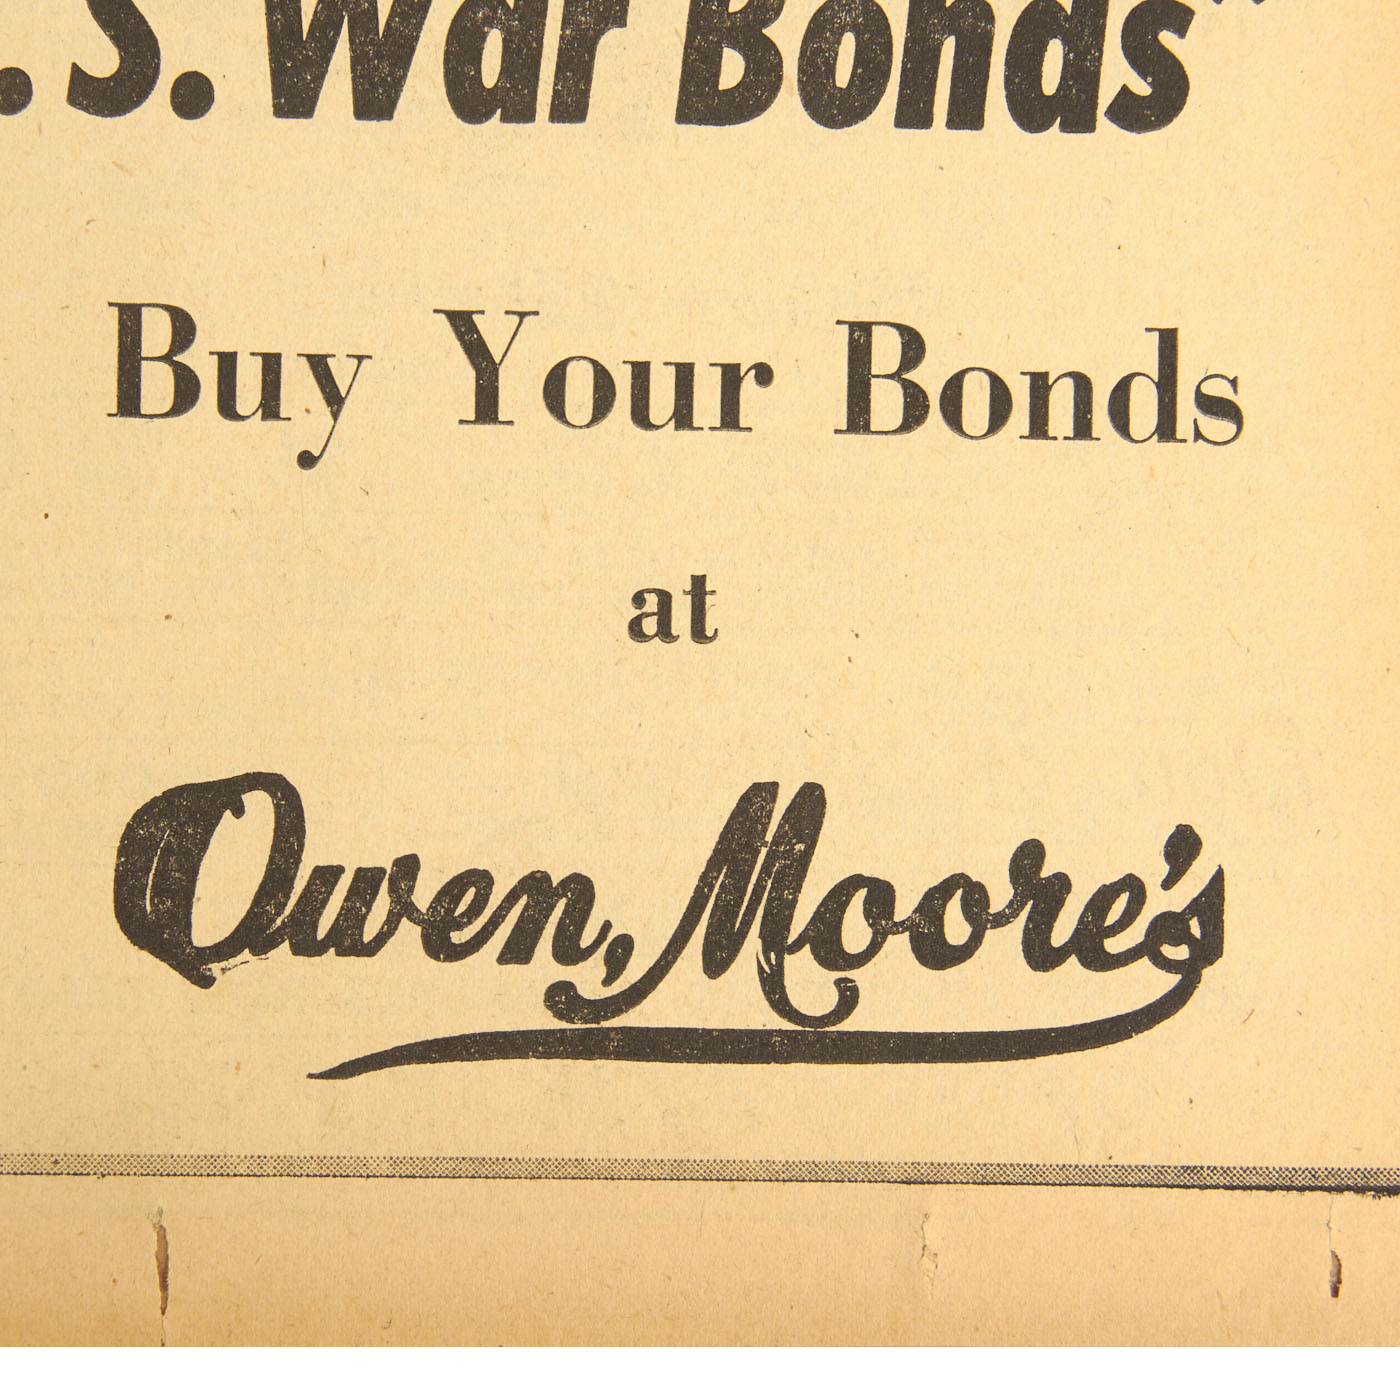 . S. War Bonds"
Buy Your Bonds
at
Owen, Moore's